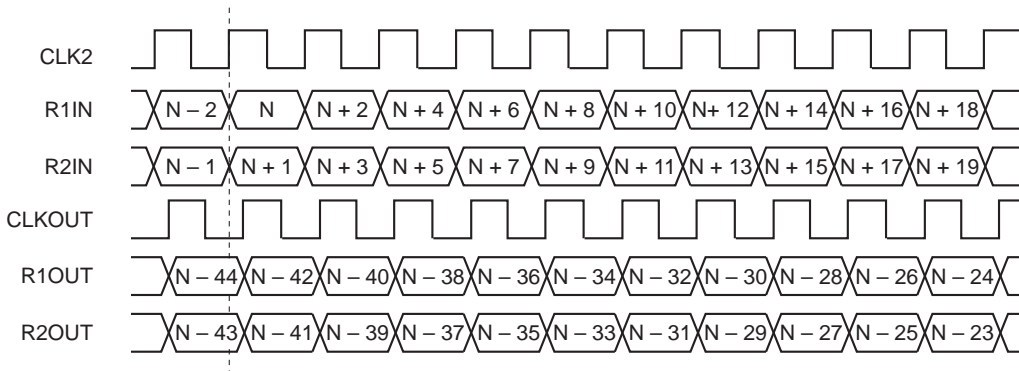 CLK2
R1IN N – 2 N N + 2 N + 4 N + 6 N + 8 N + 10 N+ 12 N + 14 N + 16 N + 18
R2IN N – 1 N + 1 N + 3 N + 5 N + 7 N + 9 N + 11 N + 13 N + 15 N + 17 N + 19
CLKOUT
R1OUT N – 44 N – 42 N – 40 N – 38 N – 36 N – 34 N – 32 N – 30 N – 28 N – 26 N – 24
R2OUT N – 43 N – 41 N – 39 N – 37 N – 35 N – 33 N – 31 N – 29 N – 27 N – 25 N – 23